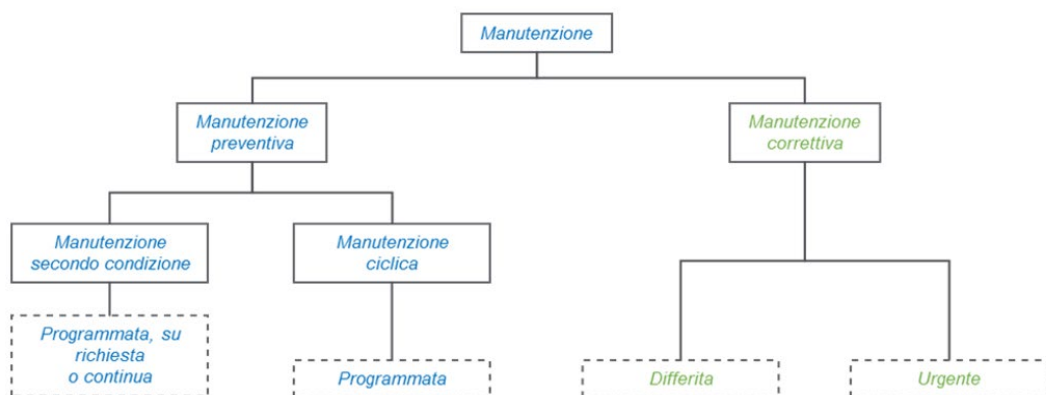 Manutenzione
Manutenzione
preventiva
Manutenzione
correttiva
Manutenzione
secondo condizione
Manutenzione
ciclica
Programmata, su
richiesta
o continua
Programmata
Differita
Urgente